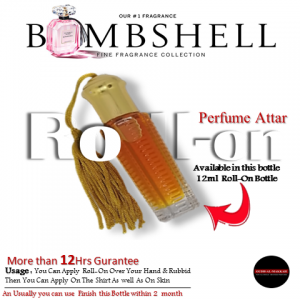 OUR #1 FRAGRANCE
BOMBSHELL
FINE FRAGRANCE COLLECTION
Perfume Attar
Roll-on
Available in this bottle
12ml Roll-On Bottle
More than 12Hrs Gurantee
Usage : You Can Apply Roll-On Over Your Hand & Rubbid
Then You Can Apply On The Shirt As well As On Skin
An Usually you can use Finish this Bottle within 2 month